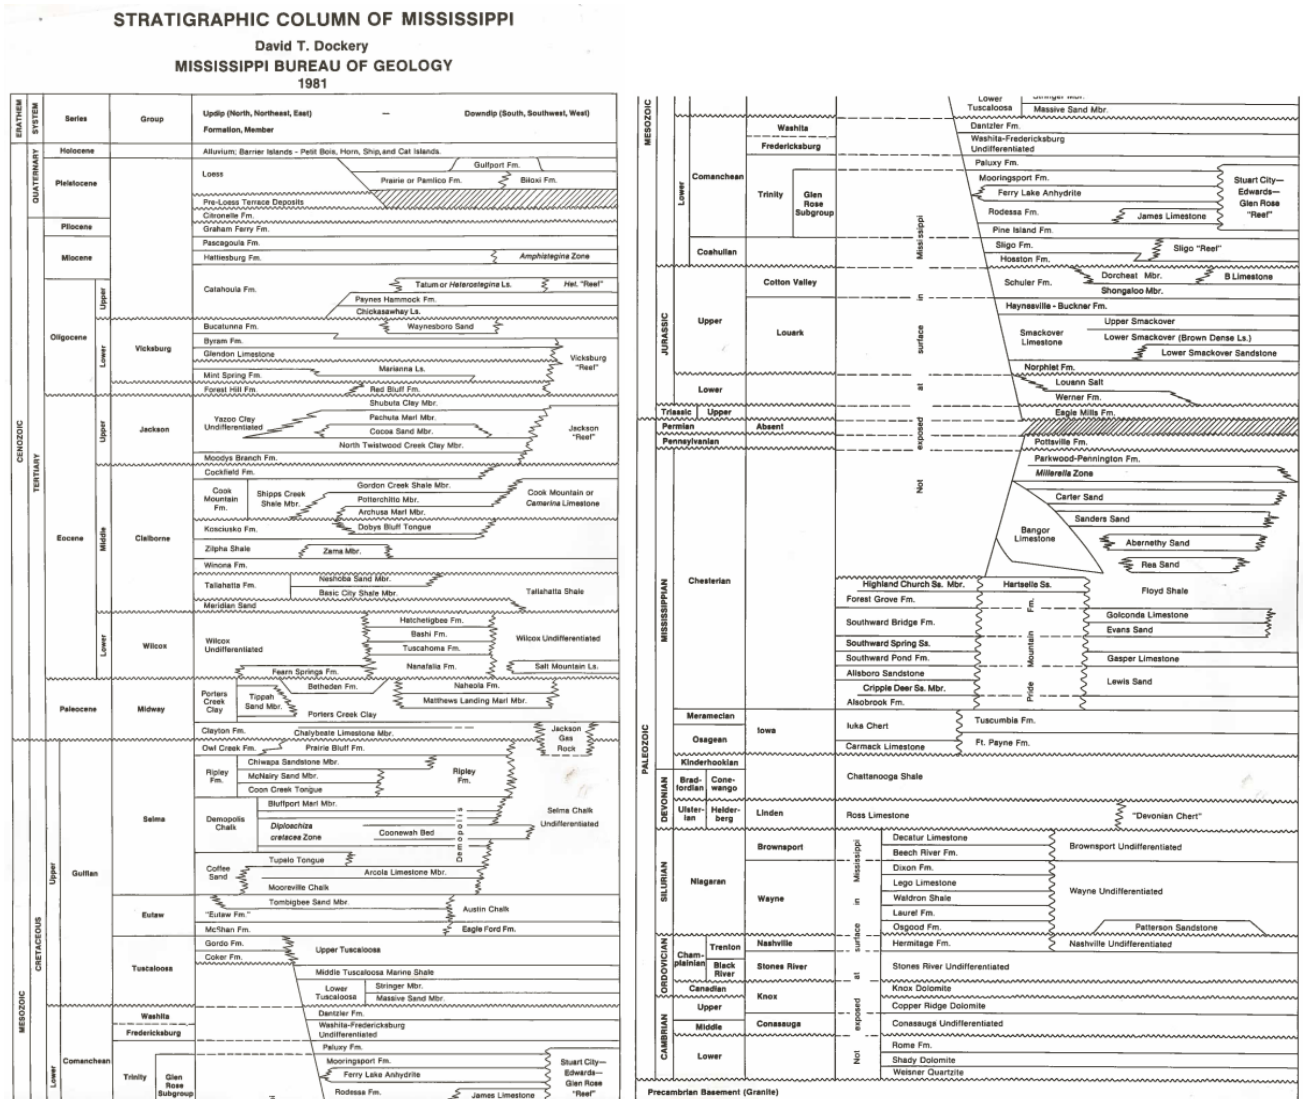 STRATIGRAPHIC COLUMN OF MISSISSIPPI
David T. Dockery
MISSISSIPPI BUREAU OF GEOLOGY
1981
ERATHEM
SYSTEM
Series
Group
Updip (North, Northeast, East) — Downdip (South, Southwest, West)
Formation, Member
CENOZOIC
QUATERNARY
Holocene
Alluvium; Barrier Islands - Petit Bois, Horn, Ship, and Cat Islands.
Pleistocene
Loess
Gulfport Fm.
Prairie or Pamlico Fm.
Biloxi Fm.
Pre-Loess Terrace Deposits
Citronelle Fm.
TERTIARY
Pliocene
Graham Ferry Fm.
Miocene
Pascagoula Fm.
Hattiesburg Fm.
Amphistegina Zone
Catahoula Fm.
Tatum or Heterostegina Ls.
Het. "Reef"
Oligocene
Upper
Paynes Hammock Fm.
Chickasawhay Ls.
Lower
Vicksburg
Bucatunna Fm.
Waynesboro Sand
Byram Fm.
Glendon Limestone
Marianna Ls.
Vicksburg
"Reef"
Mint Spring Fm.
Forest Hill Fm.
Red Bluff Fm.
Eocene
Upper
Jackson
Yazoo Clay
Undifferentiated
Shubuta Clay Mbr.
Pachuta Marl Mbr.
Cocoa Sand Mbr.
North Twistwood Creek Clay Mbr.
Jackson
"Reef"
Moodys Branch Fm.
Middle
Claiborne
Cockfield Fm.
Cook
Mountain
Fm.
Shipps Creek
Shale Mbr.
Gordon Creek Shale Mbr.
Potterchitto Mbr.
Archusa Marl Mbr.
Cook Mountain or
Camerina Limestone
Kosciusko Fm.
Dobys Bluff Tongue
Zilpha Shale
Zama Mbr.
Winona Fm.
Tallahatta Fm.
Neshoba Sand Mbr.
Basic City Shale Mbr.
Tallahatta Shale
Meridian Sand
Lower
Wilcox
Wilcox
Undifferentiated
Hatchetigbee Fm.
Bashi Fm.
Tuscahoma Fm.
Nanafalia Fm.
Wilcox Undifferentiated
Salt Mountain Ls.
Fearn Springs Fm.
Paleocene
Midway
Porters
Creek
Clay
Tippah
Sand Mbr.
Betheden Fm.
Naheola Fm.
Matthews Landing Marl Mbr.
Porters Creek Clay
Clayton Fm.
Chalybeate Limestone Mbr.
Jackson
Gas
Rock
MESOZOIC
CRETACEOUS
Upper
Gulfian
Selma
Owl Creek Fm.
Prairie Bluff Fm.
Ripley
Fm.
Chiwapa Sandstone Mbr.
McNairy Sand Mbr.
Coon Creek Tongue
Ripley
Fm.
Demopolis
Chalk
Bluffport Marl Mbr.
Diploschiza
cretacea Zone
Coonewah Bed
Demopolis
Selma Chalk
Undifferentiated
Coffee
Sand
Tupelo Tongue
Arcola Limestone Mbr.
Mooreville Chalk
Eutaw
Tombigbee Sand Mbr.
"Eutaw Fm."
Austin Chalk
McShan Fm.
Eagle Ford Fm.
Tuscaloosa
Gordo Fm.
Coker Fm.
Upper Tuscaloosa
Middle Tuscaloosa Marine Shale
Lower
Tuscaloosa
Stringer Mbr.
Massive Sand Mbr.
Lower
Comanchean
Washita
Fredericksburg
Dantzler Fm.
Washita-Fredericksburg
Undifferentiated
Trinity
Glen
Rose
Subgroup
Paluxy Fm.
Mooringsport Fm.
Ferry Lake Anhydrite
Rodessa Fm.
James Limestone
Stuart City—
Edwards—
Glen Rose
"Reef"
MESOZOIC
Lower
Tuscaloosa
Stringer Mbr.
Massive Sand Mbr.
Lower
Comanchean
Washita
Fredericksburg
Dantzler Fm.
Washita-Fredericksburg
Undifferentiated
Trinity
Glen
Rose
Subgroup
Paluxy Fm.
Mooringsport Fm.
Ferry Lake Anhydrite
Rodessa Fm.
James Limestone
Pine Island Fm.
Stuart City—
Edwards—
Glen Rose
"Reef"
Coahuilan
Sligo Fm.
Hosston Fm.
Sligo "Reef"
Not exposed at surface in Mississippi
JURASSIC
Upper
Cotton Valley
Schuler Fm.
Dorcheat Mbr.
B Limestone
Shongaloo Mbr.
Louark
Haynesville - Buckner Fm.
Smackover
Limestone
Upper Smackover
Lower Smackover (Brown Dense Ls.)
Lower Smackover Sandstone
Norphlet Fm.
Lower
Louann Salt
Werner Fm.
Triassic
Upper
Eagle Mills Fm.
PALEOZOIC
Permian
Absent
Pennsylvanian
Pottsville Fm.
MISSISSIPPIAN
Chesterian
Parkwood-Pennington Fm.
Millerella Zone
Bangor
Limestone
Carter Sand
Sanders Sand
Abernethy Sand
Rea Sand
Highland Church Ss. Mbr.
Hartselle Ss.
Floyd Shale
Forest Grove Fm.
Southward Bridge Fm.
Golconda Limestone
Evans Sand
Southward Spring Ss.
Southward Pond Fm.
Gasper Limestone
Allsboro Sandstone
Cripple Deer Ss. Mbr.
Lewis Sand
Alsobrook Fm.
Pride Mountain Fm.
Meramecian
Osagean
Iowa
Iuka Chert
Tuscumbia Fm.
Carmack Limestone
Ft. Payne Fm.
Kinderhookian
Chattanooga Shale
DEVONIAN
Brad-
fordian
Cone-
wango
Ulster-
ian
Helder-
berg
Linden
Ross Limestone
"Devonian Chert"
SILURIAN
Niagaran
Brownsport
Decatur Limestone
Beech River Fm.
Brownsport Undifferentiated
Wayne
Dixon Fm.
Lego Limestone
Waldron Shale
Laurel Fm.
Osgood Fm.
Wayne Undifferentiated
Patterson Sandstone
Not exposed at surface in Mississippi
ORDOVICIAN
Cham-
plainian
Trenton
Nashville
Hermitage Fm.
Nashville Undifferentiated
Black
River
Stones River
Stones River Undifferentiated
Canadian
Knox
Knox Dolomite
CAMBRIAN
Upper
Copper Ridge Dolomite
Middle
Conasauga
Conasauga Undifferentiated
Lower
Rome Fm.
Shady Dolomite
Weisner Quartzite
Precambrian Basement (Granite)